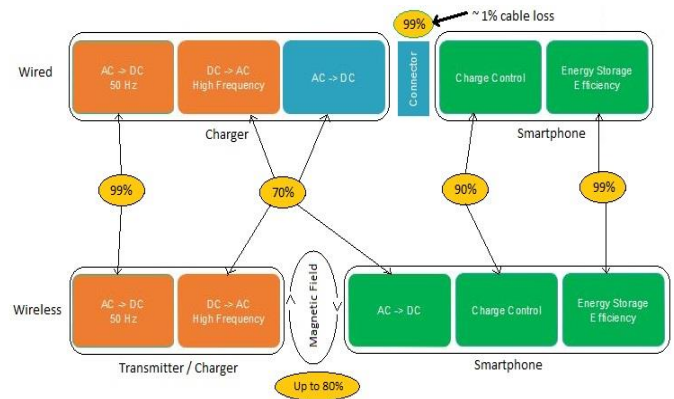 99%
~ 1% cable loss
Wired
AC -> DC
50 Hz
DC -> AC
High Frequency
AC -> DC
Connector
Charge Control
Energy Storage
Efficiency
Charger
Smartphone
99%
70%
90%
99%
Wireless
AC -> DC
50 Hz
DC -> AC
High Frequency
Magnetic Field
AC -> DC
Charge Control
Energy Storage
Efficiency
Transmitter / Charger
Smartphone
Up to 80%